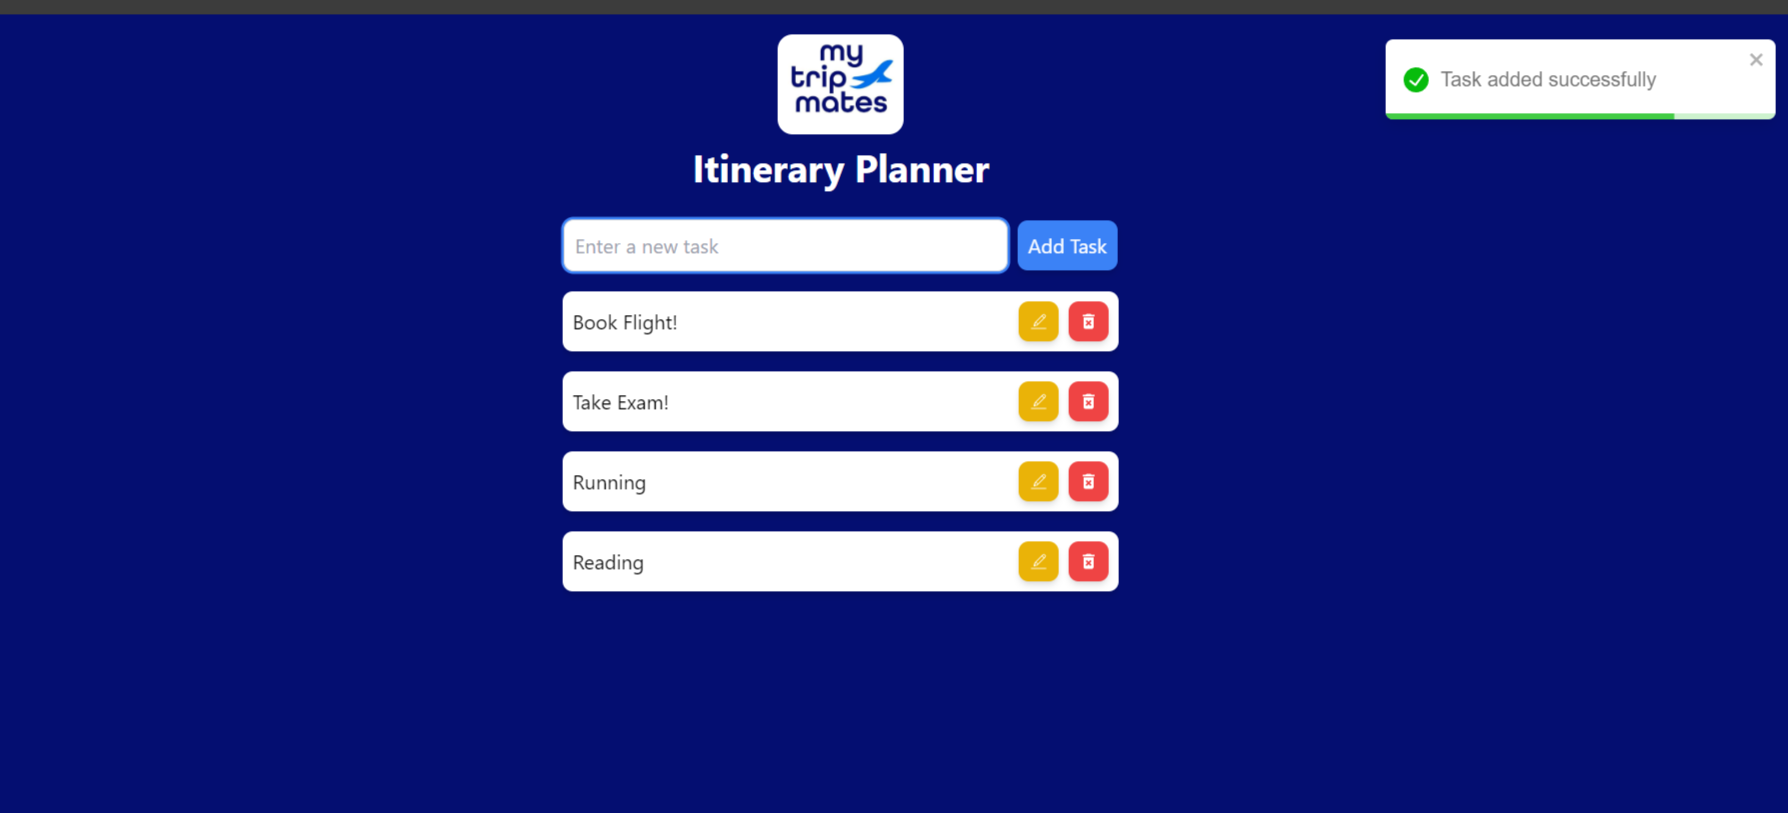 my
trip
mates
Task added successfully
Itinerary Planner
Enter a new task
Add Task
Book Flight!
Take Exam!
Running
Reading